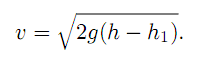 v = √2g(h − h₁).